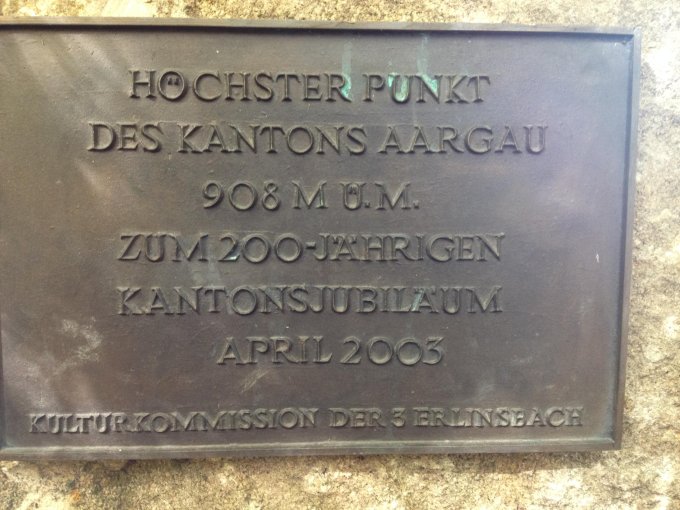 HÖCHSTER PUNKT
DES KANTONS AARGAU
908 M Ü.M.
ZUM 200-JÄHRIGEN
KANTONSJUBILÄUM
APRIL 2003
KULTURKOMMISSION DER 3 ERLINSBACH